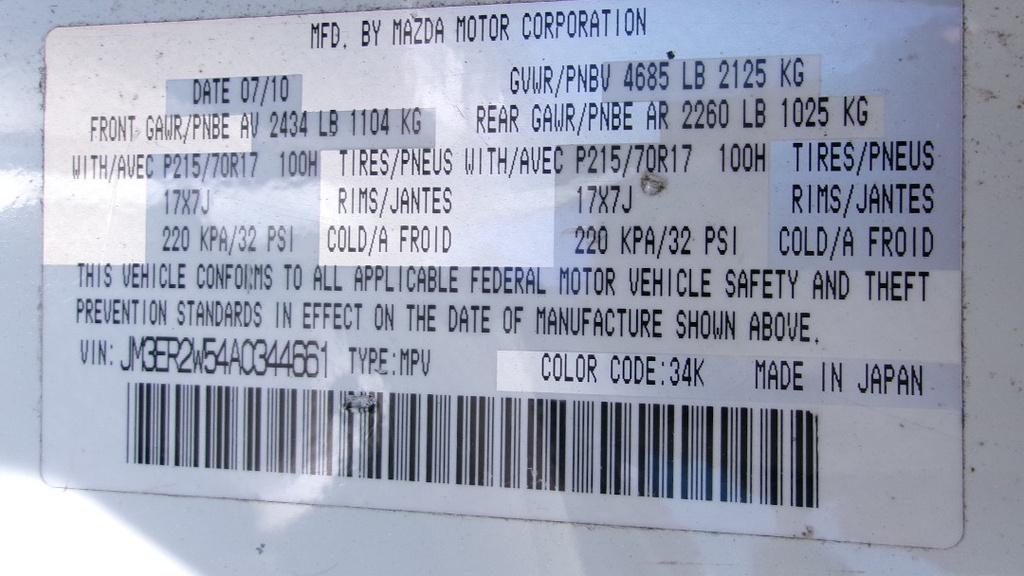 MFD. BY MAZDA MOTOR CORPORATION
DATE 07/10 GVWR/PNBV 4685 LB 2125 KG
FRONT GAWR/PNBE AV 2434 LB 1104 KG REAR GAWR/PNBE AR 2260 LB 1025 KG
WITH/AVEC P215/70R17 100H TIRES/PNEUS WITH/AVEC P215/70R17 100H TIRES/PNEUS
17X7J RIMS/JANTES 17X7J RIMS/JANTES
220 KPA/32 PSI COLD/A FROID 220 KPA/32 PSI COLD/A FROID
THIS VEHICLE CONFORMS TO ALL APPLICABLE FEDERAL MOTOR VEHICLE SAFETY AND THEFT
PREVENTION STANDARDS IN EFFECT ON THE DATE OF MANUFACTURE SHOWN ABOVE.
VIN: JM3ER2W54A0344661 TYPE:MPV COLOR CODE:34K MADE IN JAPAN